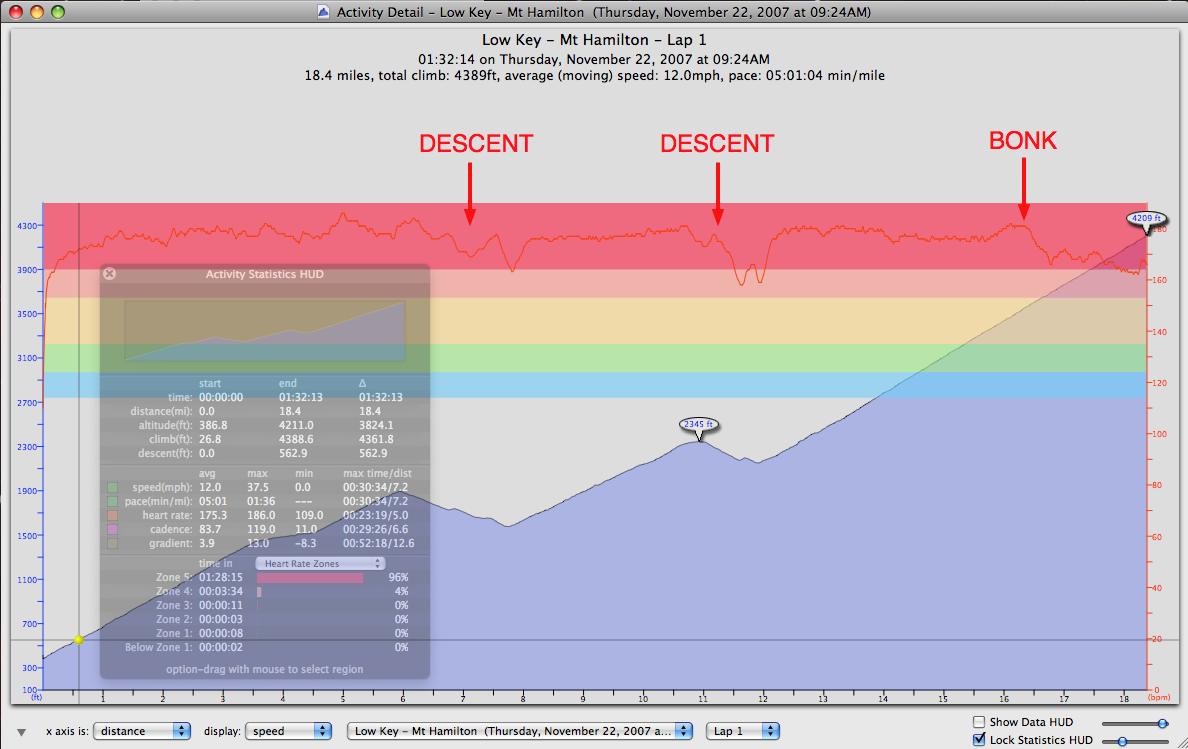 Activity Detail – Low Key – Mt Hamilton  (Thursday, November 22, 2007 at 09:24AM)
Low Key – Mt Hamilton – Lap 1
01:32:14 on Thursday, November 22, 2007 at 09:24AM
18.4 miles, total climb: 4389ft, average (moving) speed: 12.0mph, pace: 05:01:04 min/mile
DESCENT DESCENT BONK
4209 ft
2345 ft
4300
3900
3500
3100
2700
2300
1900
1500
1100
700
300
100
(ft)
180
160
140
120
100
80
60
40
20
0
(bpm)
Activity Statistics HUD
start end Δ
time: 00:00:00 01:32:13 01:32:13
distance(mi): 0.0 18.4 18.4
altitude(ft): 386.8 4211.0 3824.1
climb(ft): 26.8 4388.6 4361.8
descent(ft): 0.0 562.9 562.9
avg max min max time/dist
speed(mph): 12.0 37.5 0.0 00:30:34/7.2
pace(min/mi): 05:01 01:36 --- 00:30:34/7.2
heart rate: 175.3 186.0 109.0 00:23:19/5.0
cadence: 83.7 119.0 11.0 00:29:26/6.6
gradient: 3.9 13.0 -8.3 00:52:18/12.6
time in Heart Rate Zones
Zone 5: 01:28:15 96%
Zone 4: 00:03:34 4%
Zone 3: 00:00:11 0%
Zone 2: 00:00:03 0%
Zone 1: 00:00:08 0%
Below Zone 1: 00:00:02 0%
option-drag with mouse to select region
1 2 3 4 5 6 7 8 9 10 11 12 13 14 15 16 17 18
x axis is: distance display: speed Low Key – Mt Hamilton  (Thursday, November 22, 2007 a... Lap 1
Show Data HUD
Lock Statistics HUD